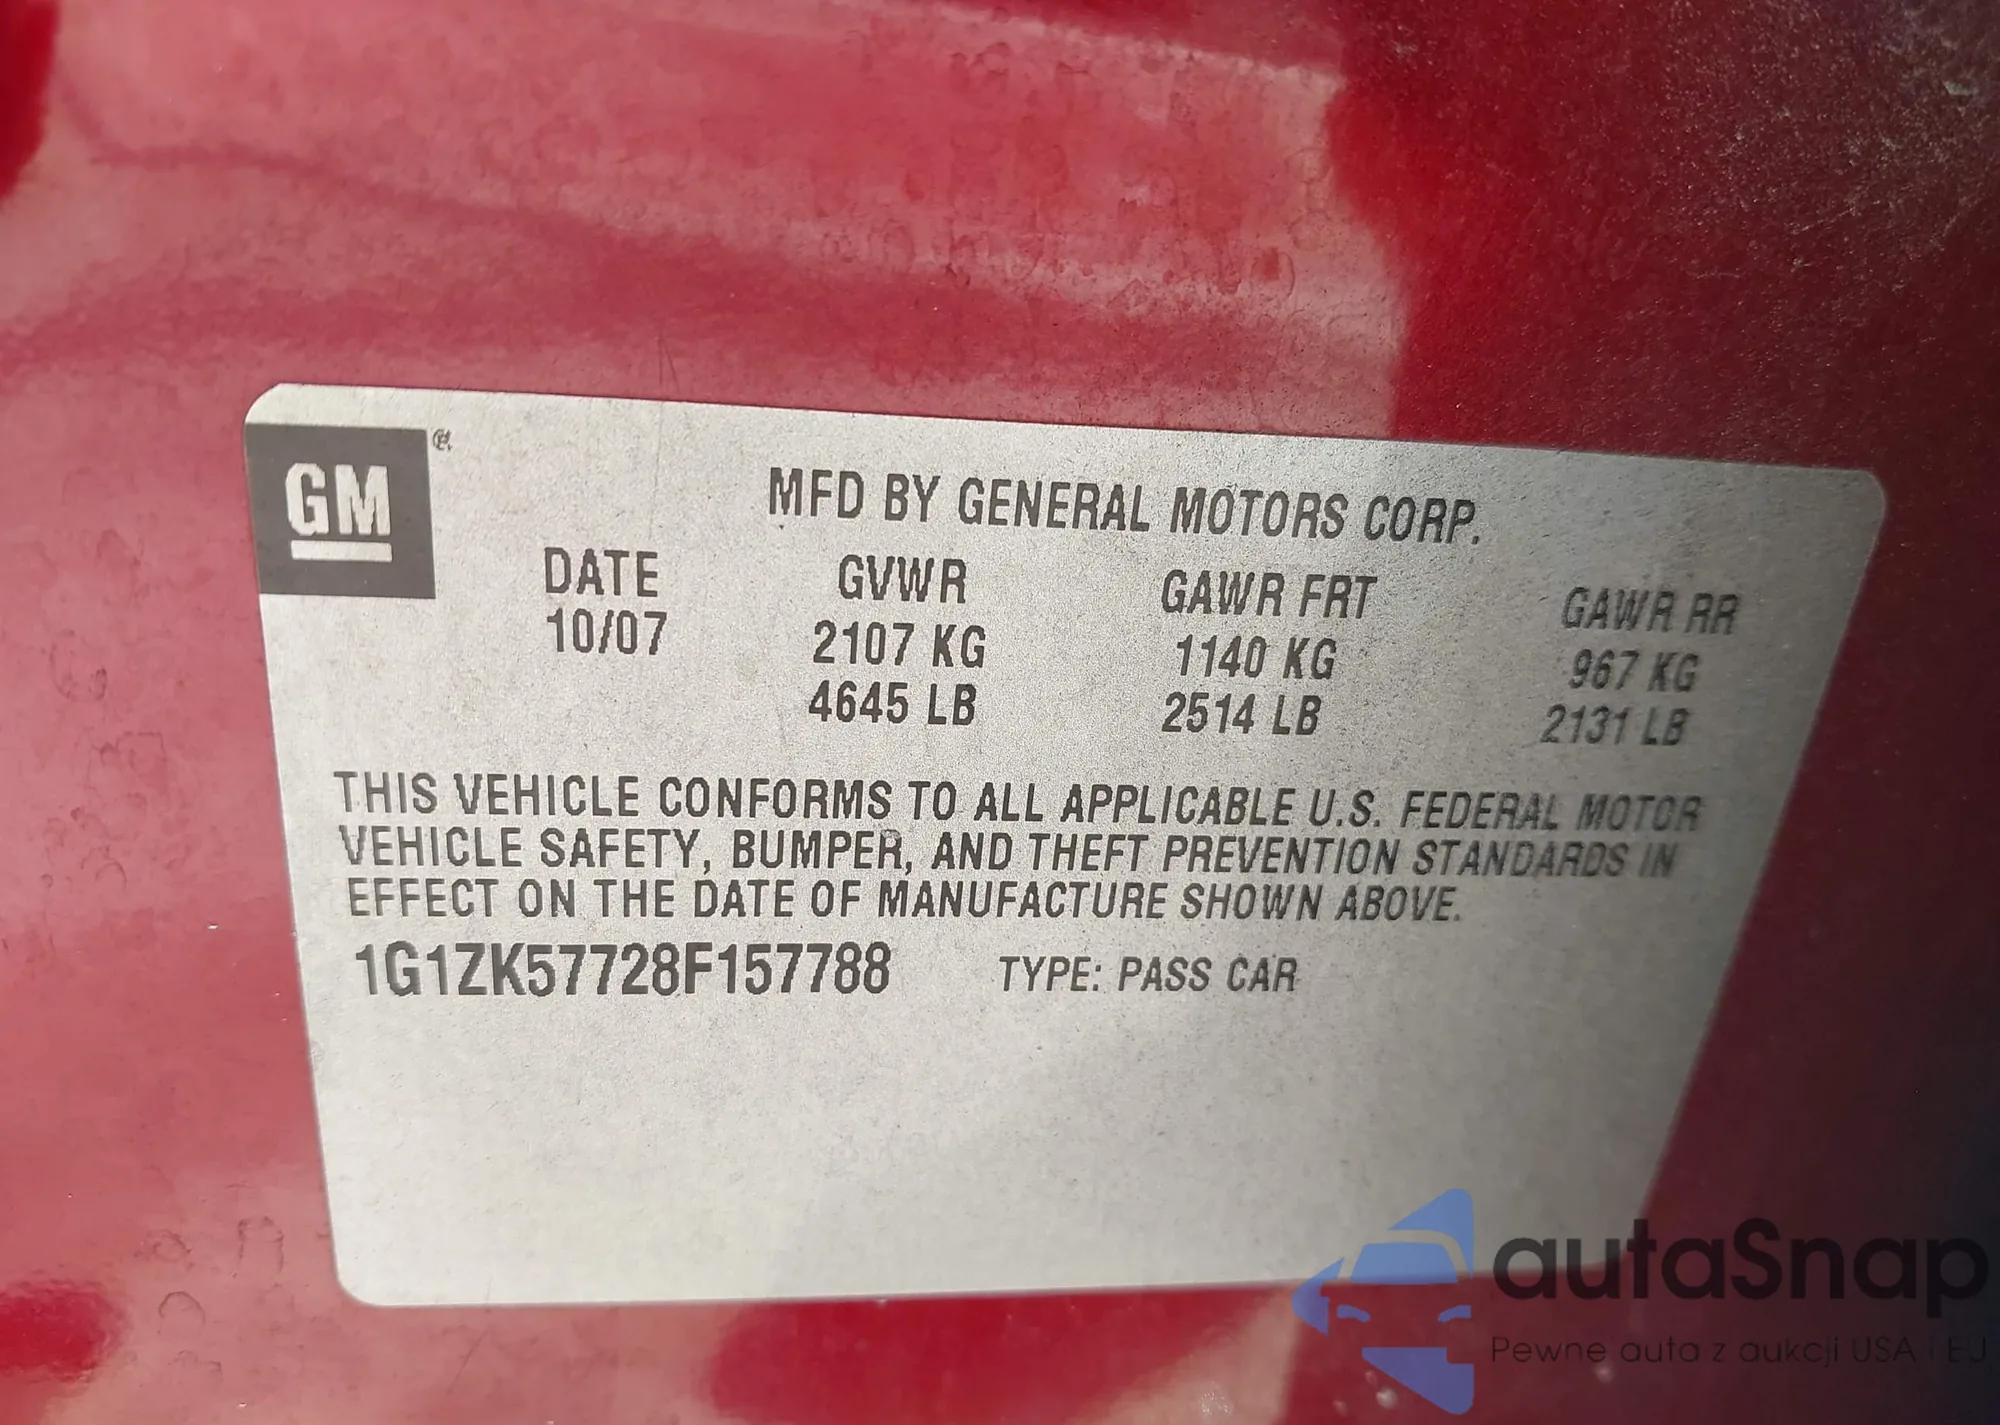 GM
®
MFD BY GENERAL MOTORS CORP.
DATE GVWR GAWR FRT GAWR RR
10/07 2107 KG 1140 KG 967 KG
4645 LB 2514 LB 2131 LB
THIS VEHICLE CONFORMS TO ALL APPLICABLE U.S. FEDERAL MOTOR
VEHICLE SAFETY, BUMPER, AND THEFT PREVENTION STANDARDS IN
EFFECT ON THE DATE OF MANUFACTURE SHOWN ABOVE.
1G1ZK57728F157788 TYPE: PASS CAR
autaSnap
Pewne auta z aukcji USA i EU